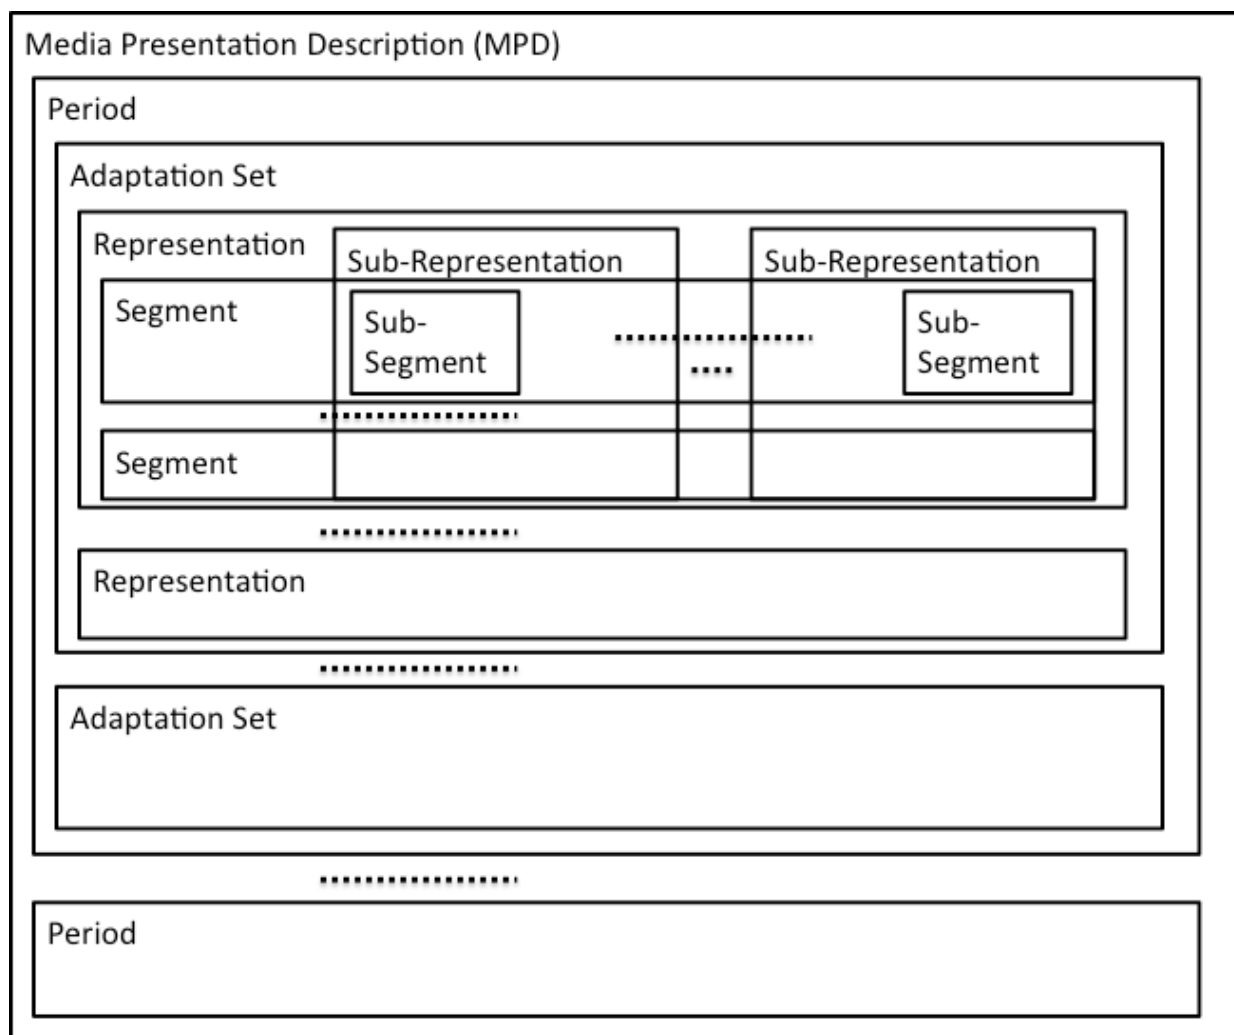 Media Presentation Description (MPD)
Period
Adaptation Set
Representation
Sub-Representation
Sub-Representation
Segment
Sub-
Segment
Sub-
Segment
Segment
Representation
Adaptation Set
Period